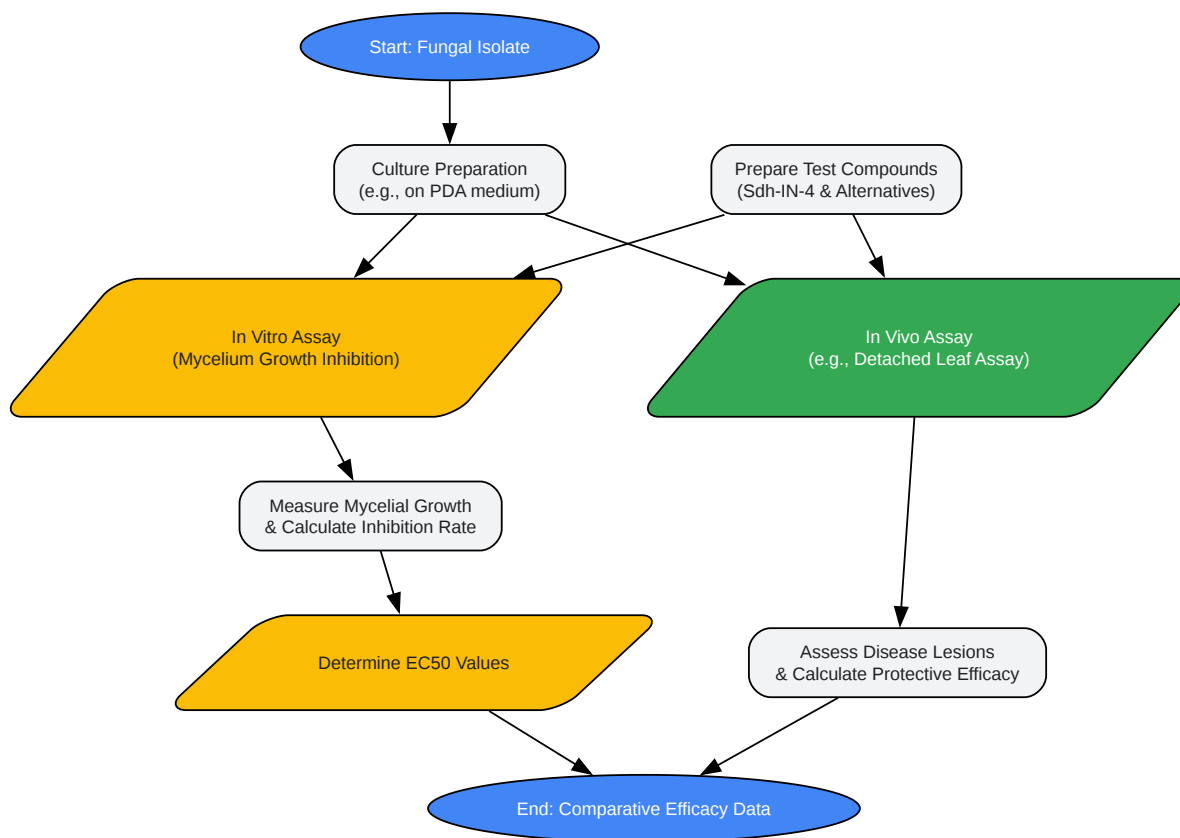 Start: Fungal Isolate
Culture Preparation
(e.g., on PDA medium)
Prepare Test Compounds
(Sdh-IN-4 & Alternatives)
In Vitro Assay
(Mycelium Growth Inhibition)
In Vivo Assay
(e.g., Detached Leaf Assay)
Measure Mycelial Growth
& Calculate Inhibition Rate
Determine EC50 Values
Assess Disease Lesions
& Calculate Protective Efficacy
End: Comparative Efficacy Data